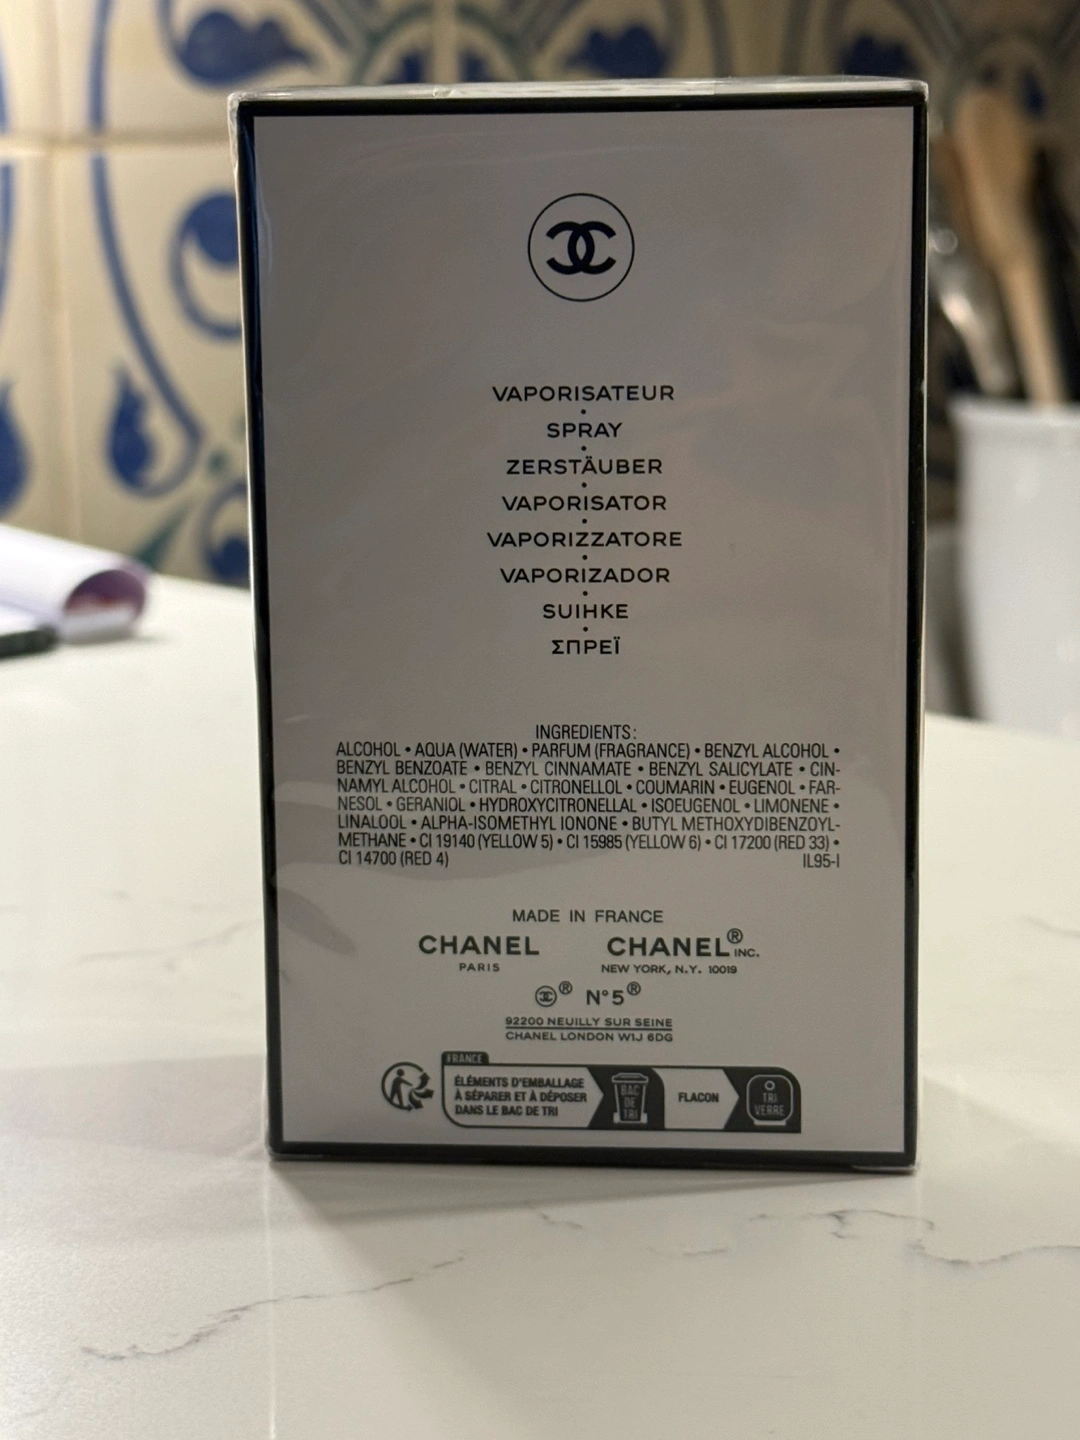 VAPORISATEUR
•
SPRAY
•
ZERSTÄUBER
•
VAPORISATOR
•
VAPORIZZATORE
•
VAPORIZADOR
•
SUIHKE
•
ΣΠΡΕΪ
INGREDIENTS:
ALCOHOL • AQUA (WATER) • PARFUM (FRAGRANCE) • BENZYL ALCOHOL •
BENZYL BENZOATE • BENZYL CINNAMATE • BENZYL SALICYLATE • CIN-
NAMYL ALCOHOL • CITRAL • CITRONELLOL • COUMARIN • EUGENOL • FAR-
NESOL • GERANIOL • HYDROXYCITRONELLAL • ISOEUGENOL • LIMONENE •
LINALOOL • ALPHA-ISOMETHYL IONONE • BUTYL METHOXYDIBENZOYL-
METHANE • CI 19140 (YELLOW 5) • CI 15985 (YELLOW 6) • CI 17200 (RED 33) •
CI 14700 (RED 4) IL95-I
MADE IN FRANCE
CHANEL CHANEL® INC.
PARIS NEW YORK, N.Y. 10019
® N°5®
92200 NEUILLY SUR SEINE
CHANEL LONDON W1J 6DG
FRANCE
ÉLÉMENTS D'EMBALLAGE
À SÉPARER ET À DÉPOSER
DANS LE BAC DE TRI
BAC
DE
TRI
FLACON
TRI
VERRE